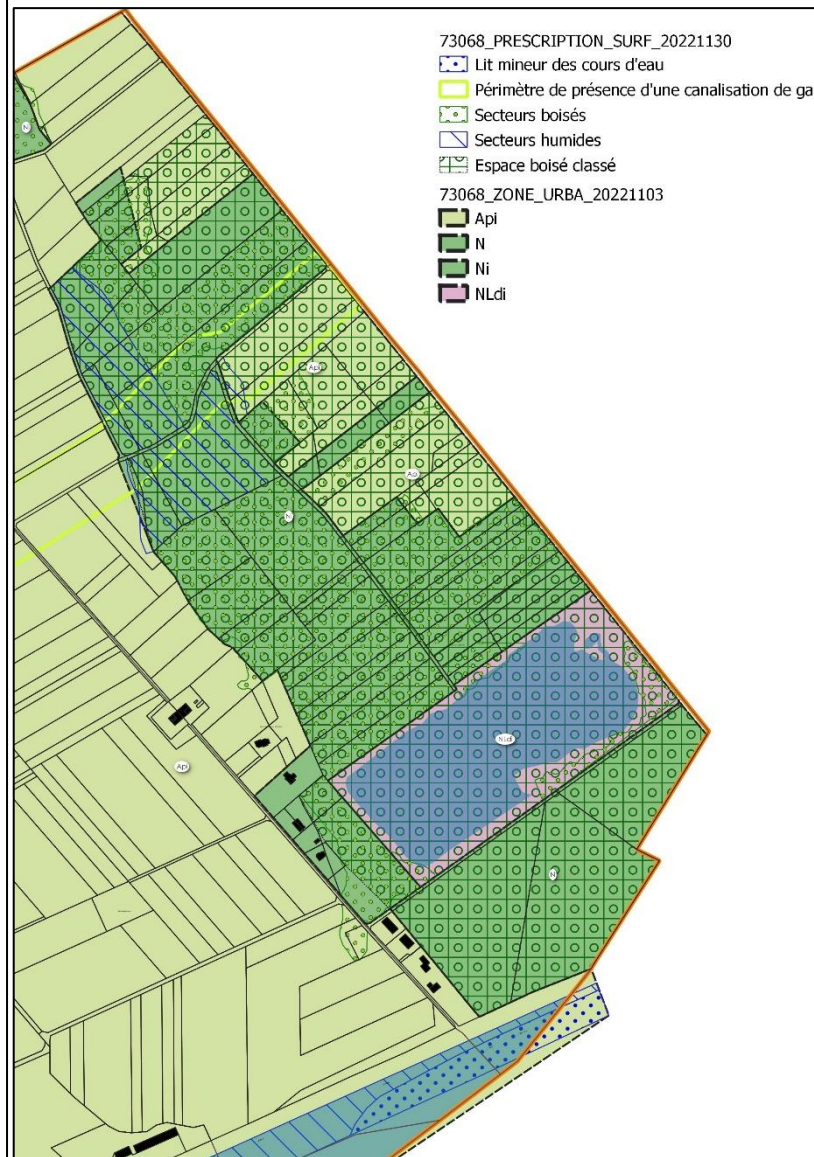 73068_PRESCRIPTION_SURF_20221130
Lit mineur des cours d'eau
Périmètre de présence d'une canalisation de ga
Secteurs boisés
Secteurs humides
Espace boisé classé
73068_ZONE_URBA_20221103
Api
N
Ni
NLdi
N
Api
Api
N
NLdi
Api
N